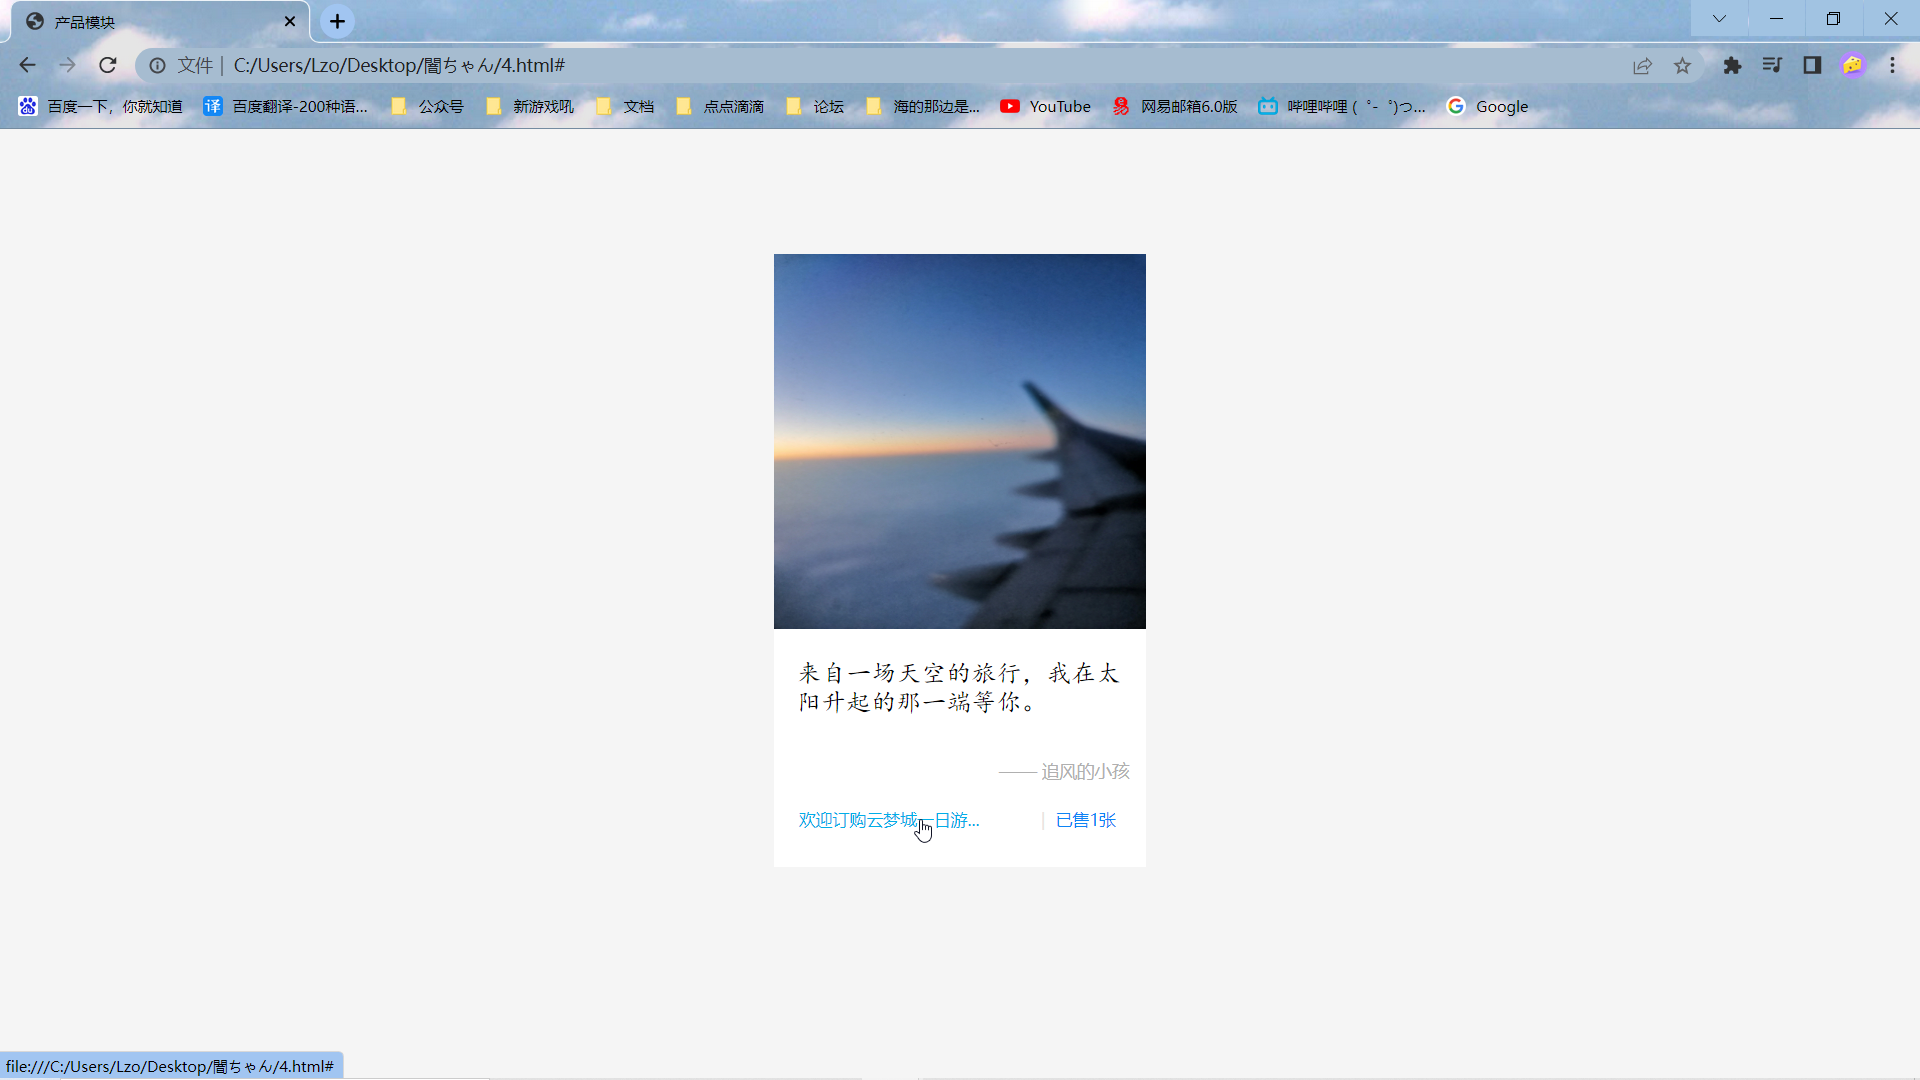 产品模块
文件 | C:/Users/Lzo/Desktop/闇ちゃん/4.html#
百度一下，你就知道 百度翻译-200种语... 公众号 新游戏吼 文档 点点滴滴 论坛 海的那边是... YouTube 网易邮箱6.0版 哔哩哔哩 (゜-゜)つ... Google
来自一场天空的旅行，我在太
阳升起的那一端等你。
—— 追风的小孩
欢迎订购云梦城一日游... | 已售1张
file:///C:/Users/Lzo/Desktop/闇ちゃん/4.html#